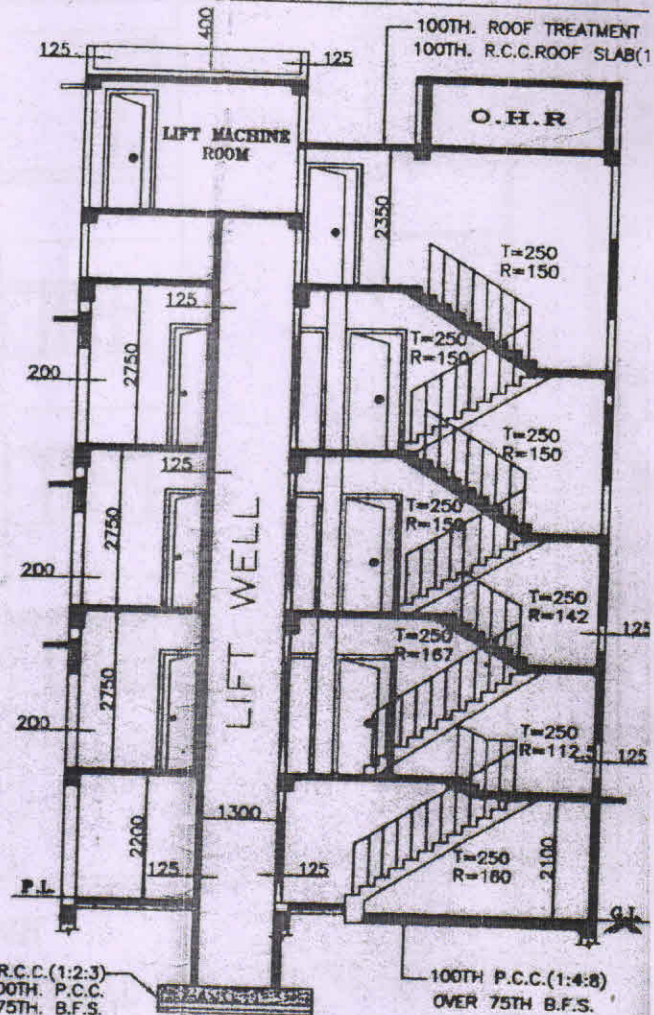 400
100TH. ROOF TREATMENT
100TH. R.C.C.ROOF SLAB(1
125
125
O.H.R
LIFT MACHINE
ROOM
2350
T=250
R=150
125
T=250
R=150
200
2750
T=250
R=150
125
LIFT WELL
T=250
R=150
2750
200
T=250
R=142
125
T=250
R=167
2750
200
T=250
R=112.5
125
1300
2200
125
125
T=250
R=160
2100
P.L.
G.L
R.C.C.(1:2:3)
00TH. P.C.C.
75TH. B.F.S.
100TH P.C.C.(1:4:8)
OVER 75TH B.F.S.